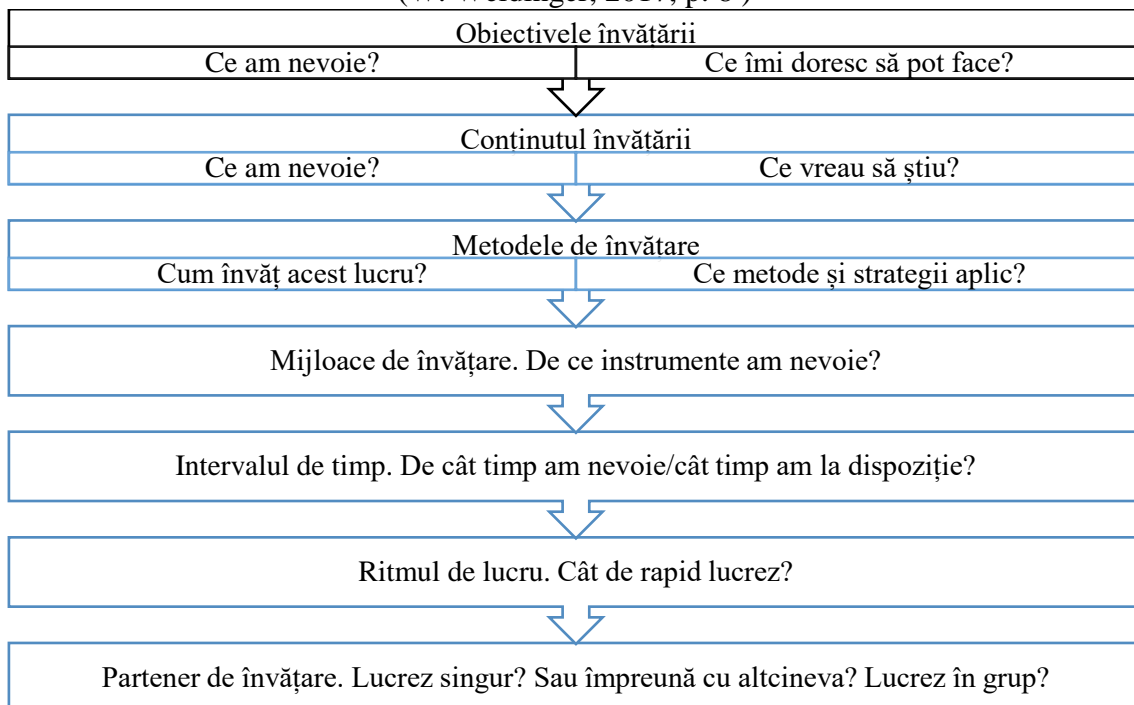 (W. Weidinger, 2017, p. 8 )
Obiectivele învățării
Ce am nevoie? Ce îmi doresc să pot face?
Conținutul învățării
Ce am nevoie? Ce vreau să știu?
Metodele de învățare
Cum învăț acest lucru? Ce metode și strategii aplic?
Mijloace de învățare. De ce instrumente am nevoie?
Intervalul de timp. De cât timp am nevoie/cât timp am la dispoziție?
Ritmul de lucru. Cât de rapid lucrez?
Partener de învățare. Lucrez singur? Sau împreună cu altcineva? Lucrez în grup?